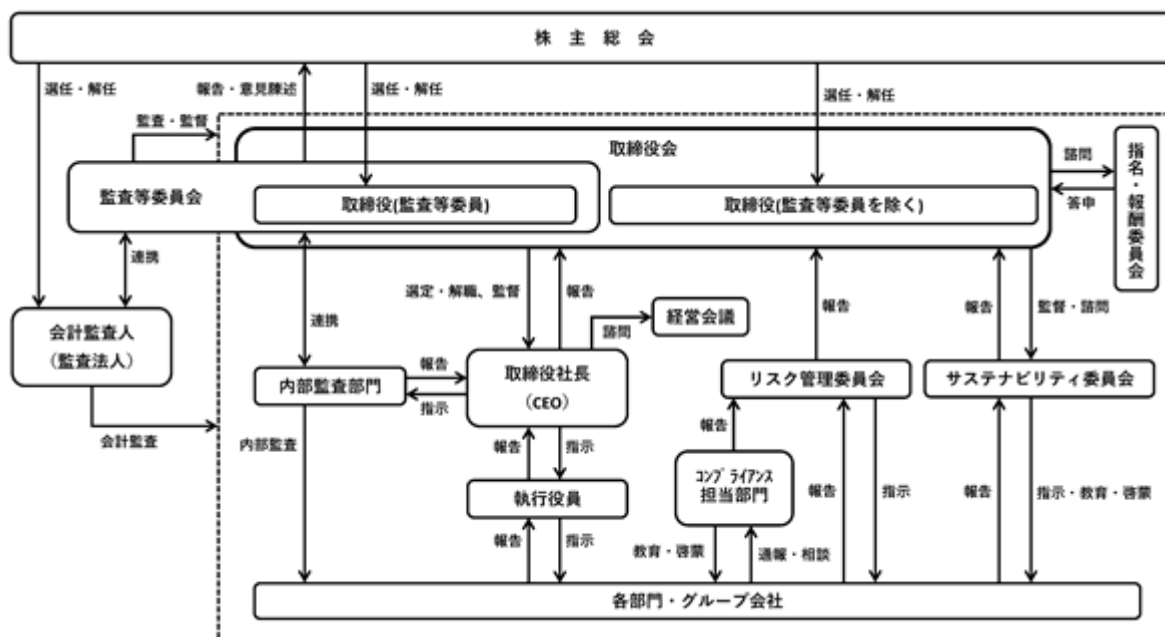 株 主 総 会
選任・解任
報告・意見陳述
選任・解任
選任・解任
監査・監督
取締役会
監査等委員会
取締役(監査等委員)
取締役(監査等委員を除く)
諮問
答申
指名・報酬委員会
連携
会計監査人
（監査法人）
会計監査
連携
選定・解職、監督
報告
諮問
経営会議
報告
報告
監督・諮問
内部監査部門
報告
指示
取締役社長
（CEO）
リスク管理委員会
サステナビリティ委員会
内部監査
報告
指示
執行役員
報告
指示
報告
コンプライアンス
担当部門
教育・啓蒙
通報・相談
報告
指示
報告
指示・教育・啓蒙
各部門・グループ会社